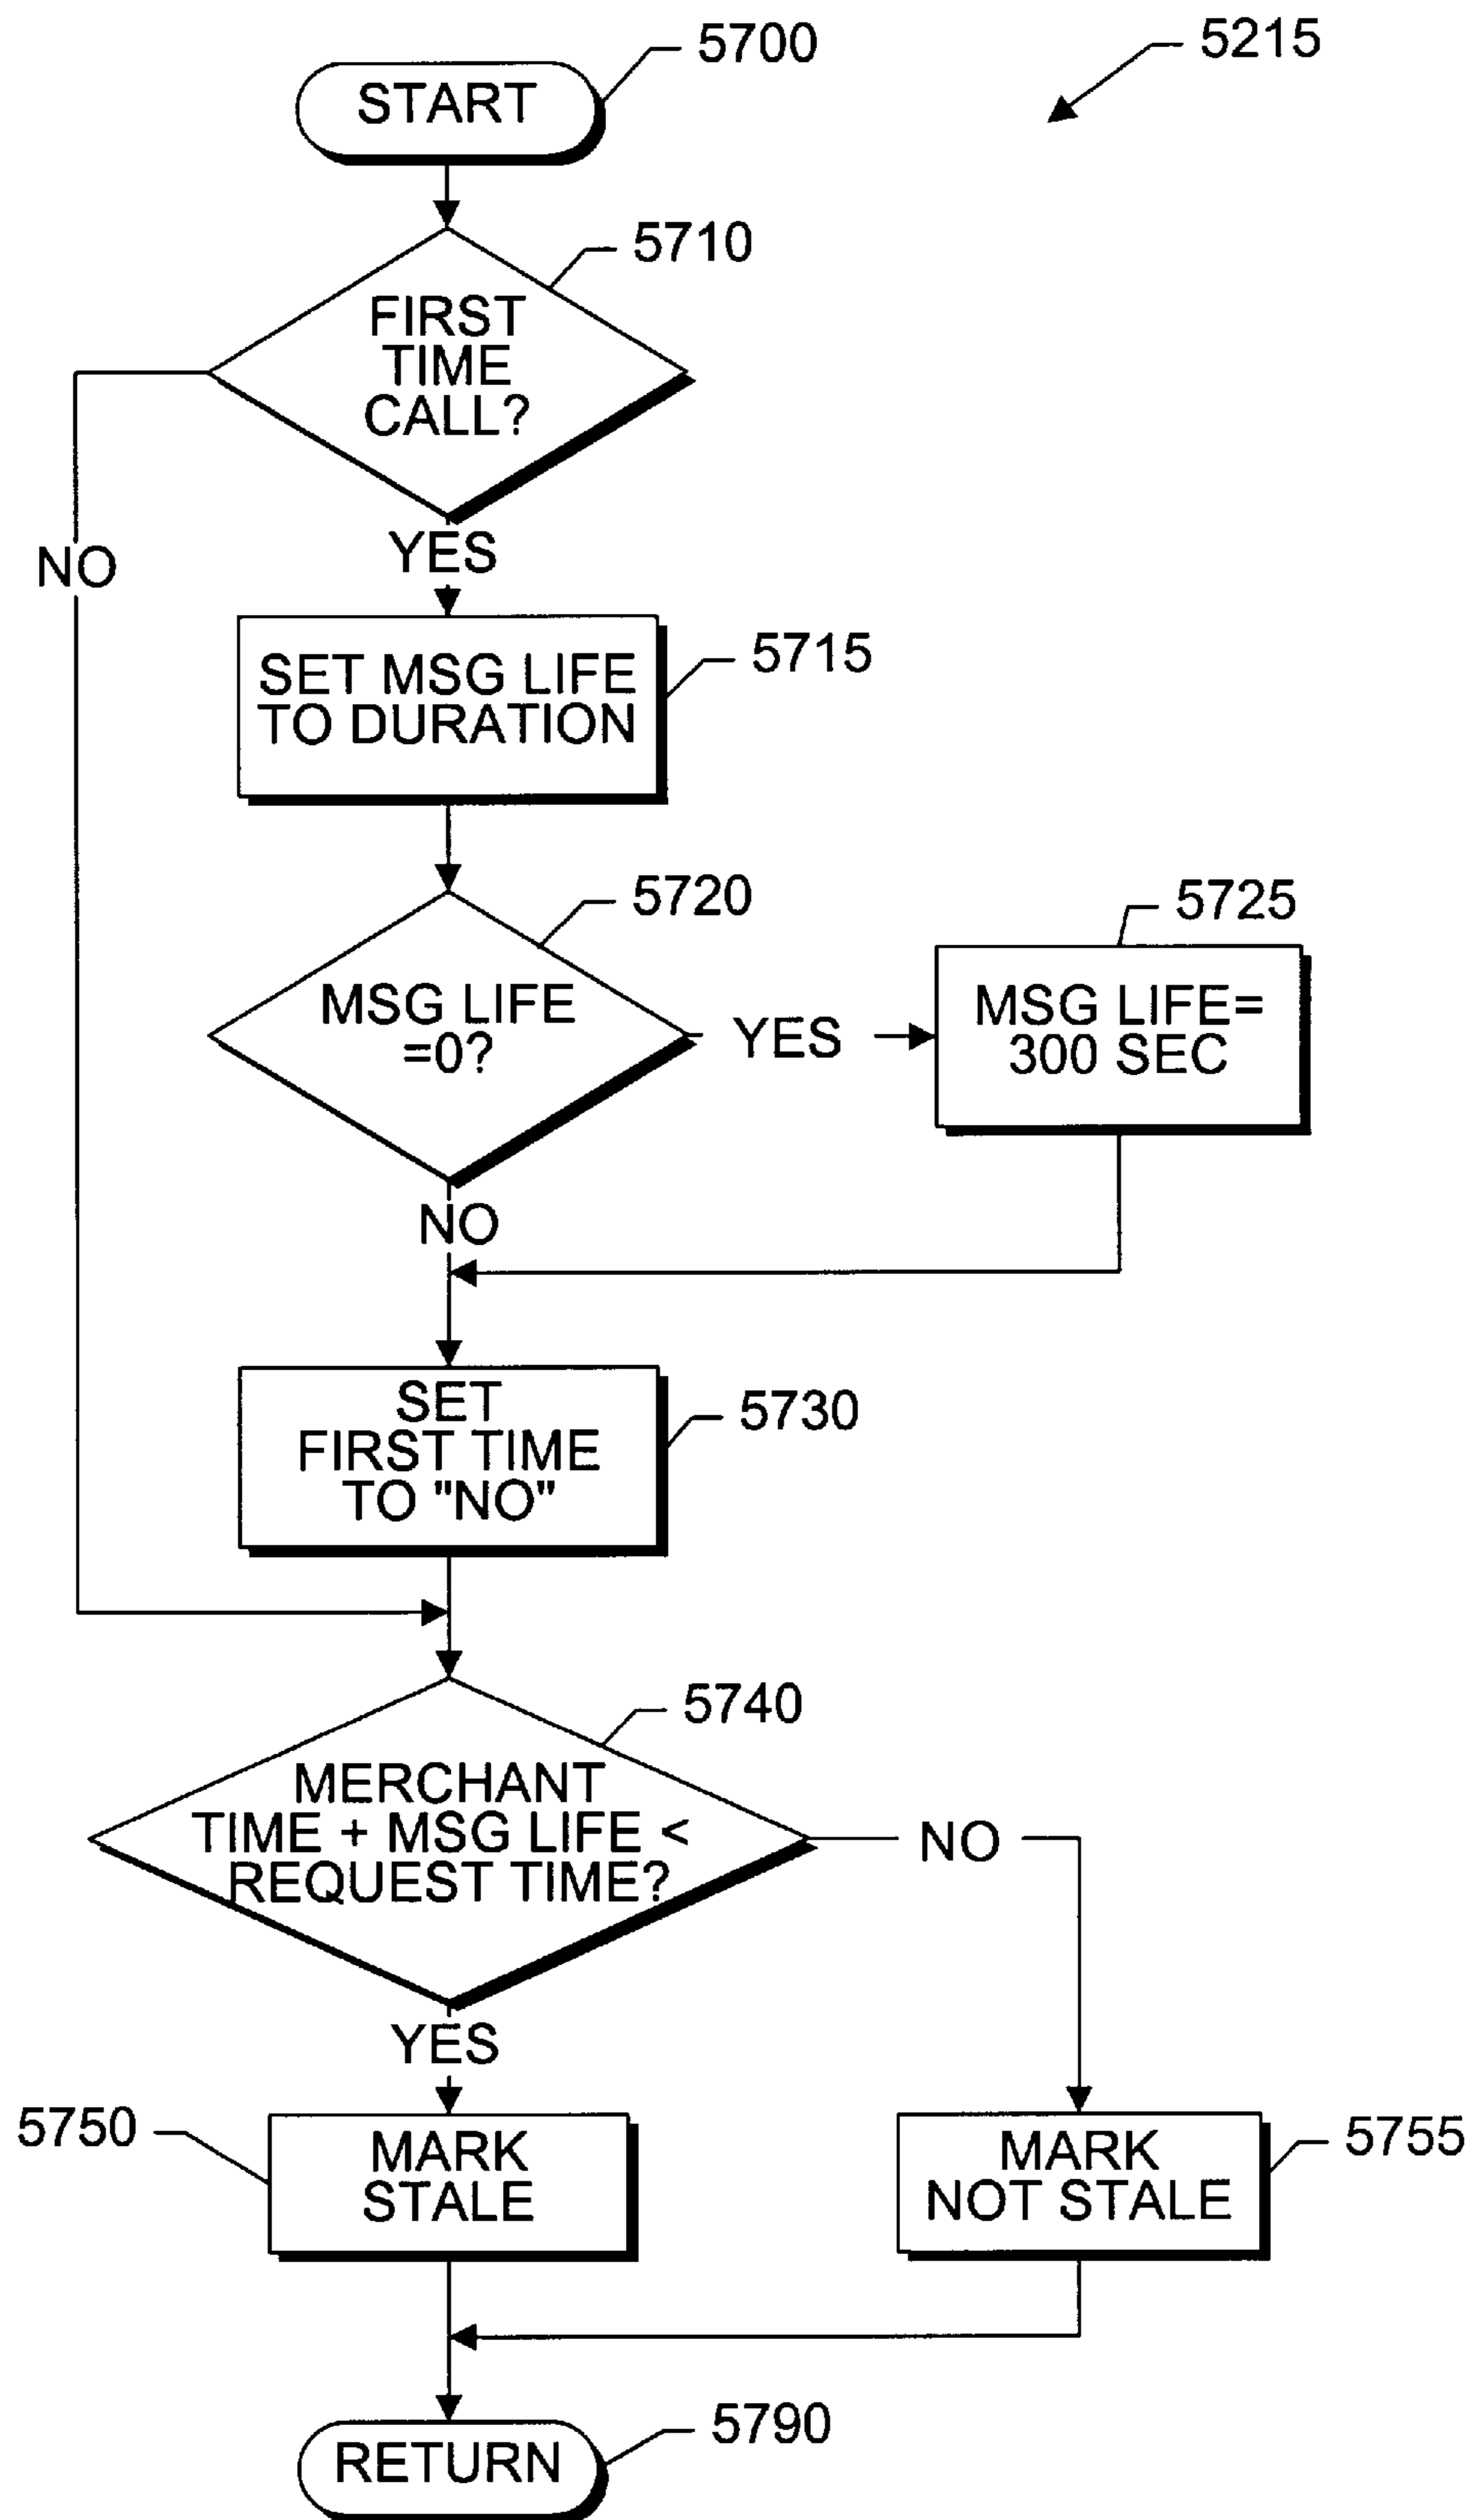 5700
5215
START
5710
FIRST
TIME
CALL?
YES
NO
5715
SET MSG LIFE
TO DURATION
5720
5725
MSG LIFE
=0?
YES
MSG LIFE=
300 SEC
NO
5730
SET
FIRST TIME
TO "NO"
5740
MERCHANT
TIME + MSG LIFE <
REQUEST TIME?
NO
YES
5750
MARK
STALE
MARK
NOT STALE
5755
5790
RETURN